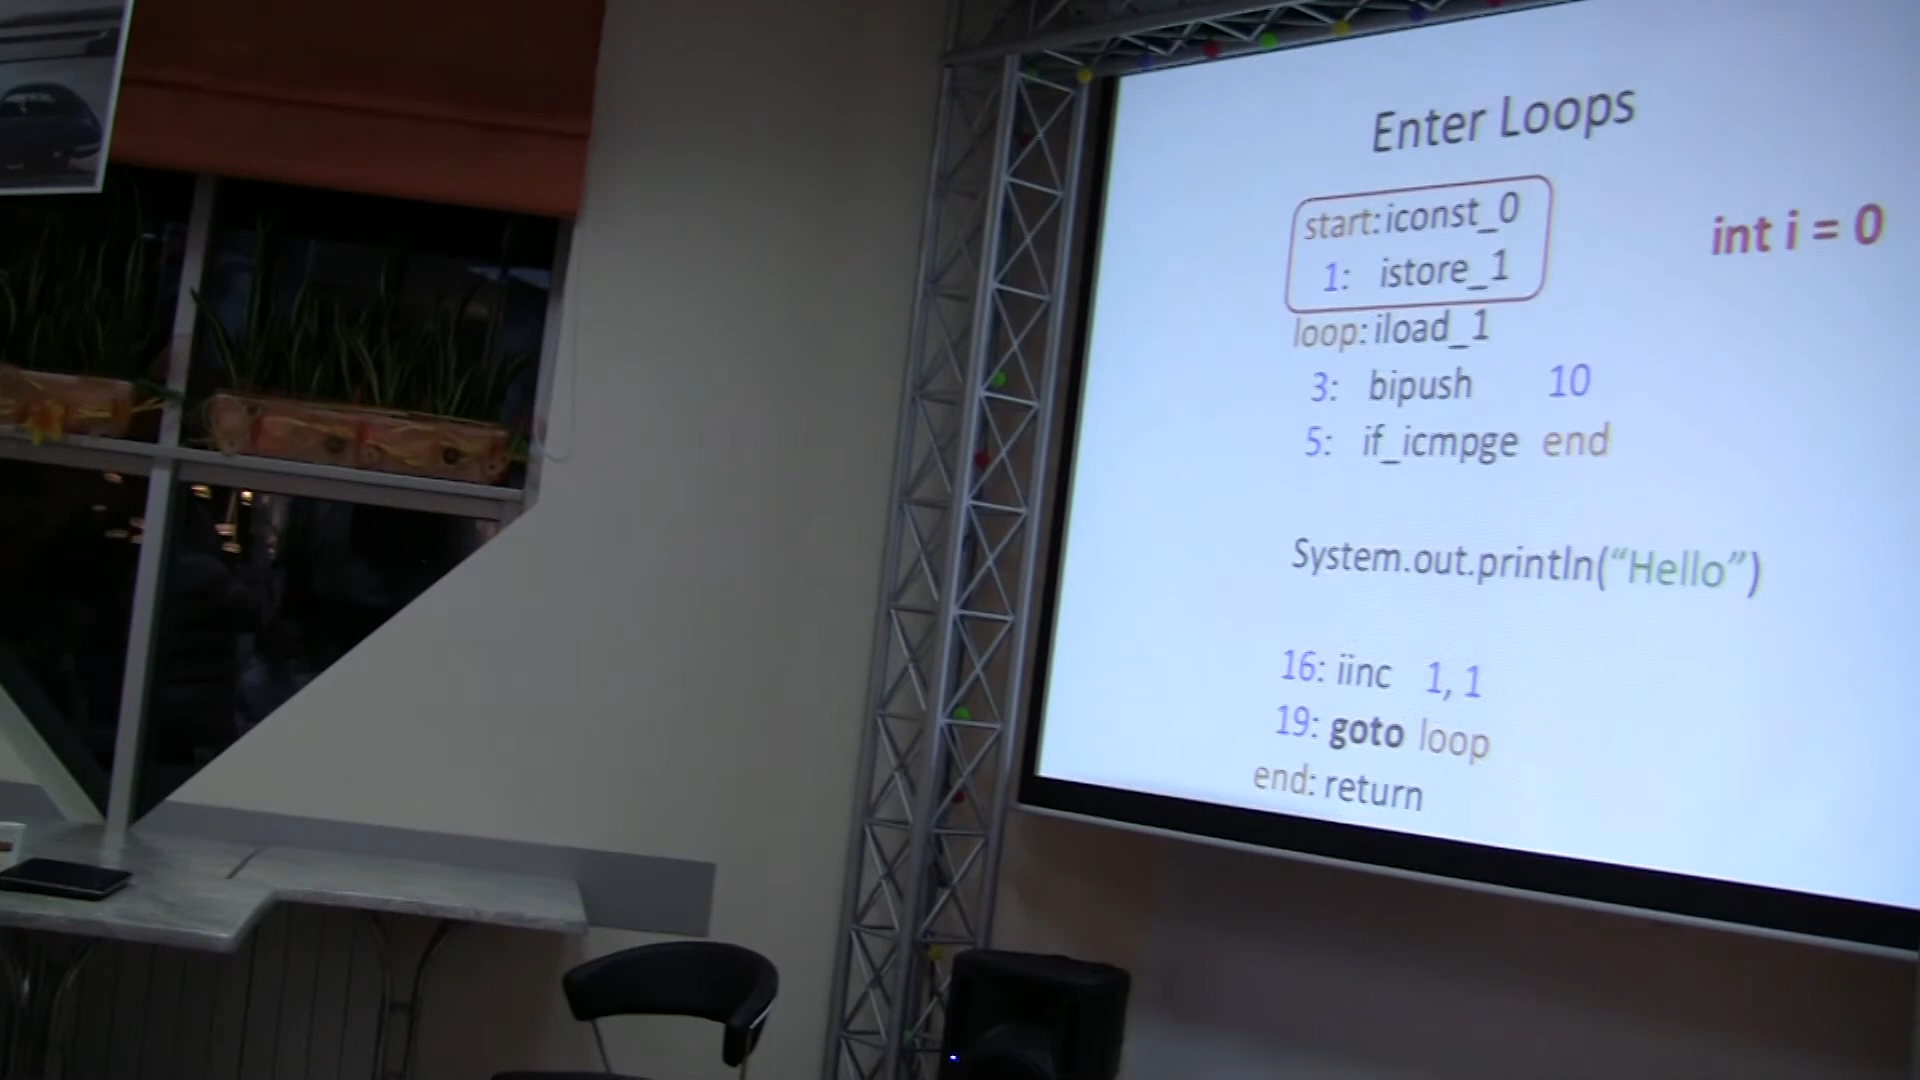 Enter Loops
start: iconst_0
int i = 0
1: istore_1
loop: iload_1
3: bipush 10
5: if_icmpge end
System.out.println(“Hello”)
16: iinc 1, 1
19: goto loop
end: return